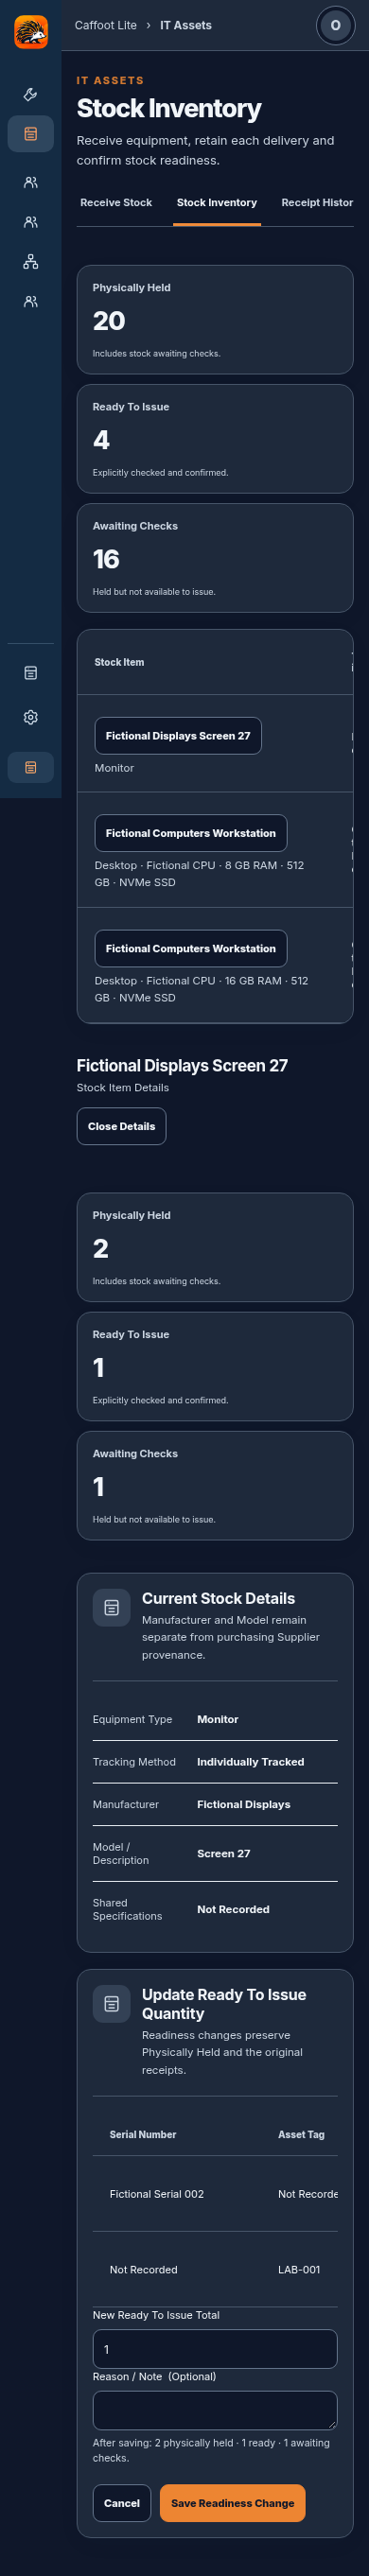 Caffoot Lite › IT Assets
O
IT ASSETS
Stock Inventory
Receive equipment, retain each delivery and
confirm stock readiness.
Receive Stock Stock Inventory Receipt Histor
Physically Held
20
Includes stock awaiting checks.
Ready To Issue
4
Explicitly checked and confirmed.
Awaiting Checks
16
Held but not available to issue.
Stock Item
Fictional Displays Screen 27
Monitor
Fictional Computers Workstation
Desktop · Fictional CPU · 8 GB RAM · 512
GB · NVMe SSD
Fictional Computers Workstation
Desktop · Fictional CPU · 16 GB RAM · 512
GB · NVMe SSD
Fictional Displays Screen 27
Stock Item Details
Close Details
Physically Held
2
Includes stock awaiting checks.
Ready To Issue
1
Explicitly checked and confirmed.
Awaiting Checks
1
Held but not available to issue.
Current Stock Details
Manufacturer and Model remain
separate from purchasing Supplier
provenance.
Equipment Type Monitor
Tracking Method Individually Tracked
Manufacturer Fictional Displays
Model /
Description Screen 27
Shared
Specifications Not Recorded
Update Ready To Issue
Quantity
Readiness changes preserve
Physically Held and the original
receipts.
Serial Number Asset Tag
Fictional Serial 002 Not Recorde
Not Recorded LAB-001
New Ready To Issue Total
1
Reason / Note (Optional)
After saving: 2 physically held · 1 ready · 1 awaiting
checks.
Cancel Save Readiness Change